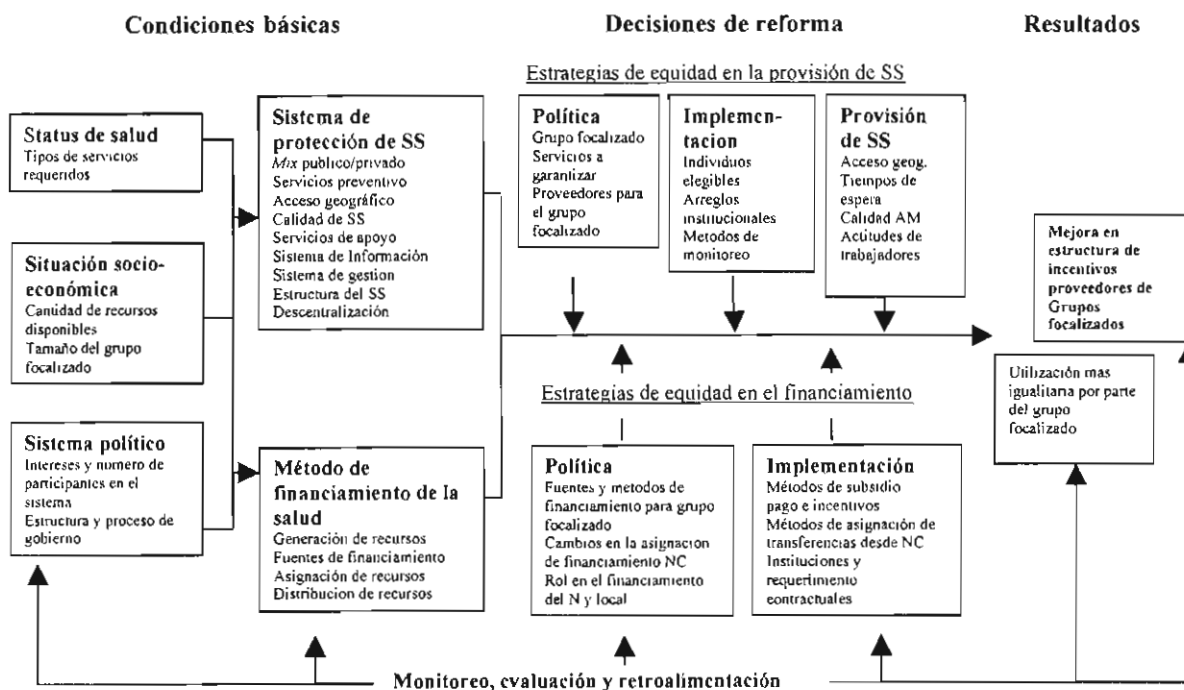 Condiciones básicas
Decisiones de reforma
Resultados
Estrategias de equidad en la provisión de SS
Status de salud
Tipos de servicios
requeridos
Situación socio-
económica
Cantidad de recursos
disponibles
Tamaño del grupo
focalizado
Sistema político
Intereses y numero de
participantes en el
sistema
Estructura y proceso de
gobierno
Sistema de
protección de SS
Mix publico/privado
Servicios preventivo
Acceso geográfico
Calidad de SS
Servicios de apoyo
Sistema de Información
Sistema de gestion
Estructura del SS
Descentralización
Método de
financiamiento de la
salud
Generación de recursos
Fuentes de financiamiento
Asignación de recursos
Distribucion de recursos
Política
Grupo focalizado
Servicios a
garantizar
Proveedores para
el grupo
focalizado
Implemen-
tacion
Individuos
elegibles
Arreglos
institucionales
Metodos de
monitoreo
Provisión
de SS
Acceso geog.
Tiempos de
espera
Calidad AM
Actitudes de
trabajadores
Estrategias de equidad en el financiamiento
Política
Fuentes y metodos de
financiamiento para grupo
focalizado
Cambios en la asignación
de financiamiento NC
Rol en el financiamiento
del N y local
Implementación
Métodos de subsidio
pago e incentivos
Métodos de asignación de
transferencias desde NC
Instituciones y
requerimiento
contractuales
Mejora en
estructura de
incentivos
proveedores de
Grupos
focalizados
Utilización mas
igualitaria por parte
del grupo
focalizado
Monitoreo, evaluación y retroalimentación